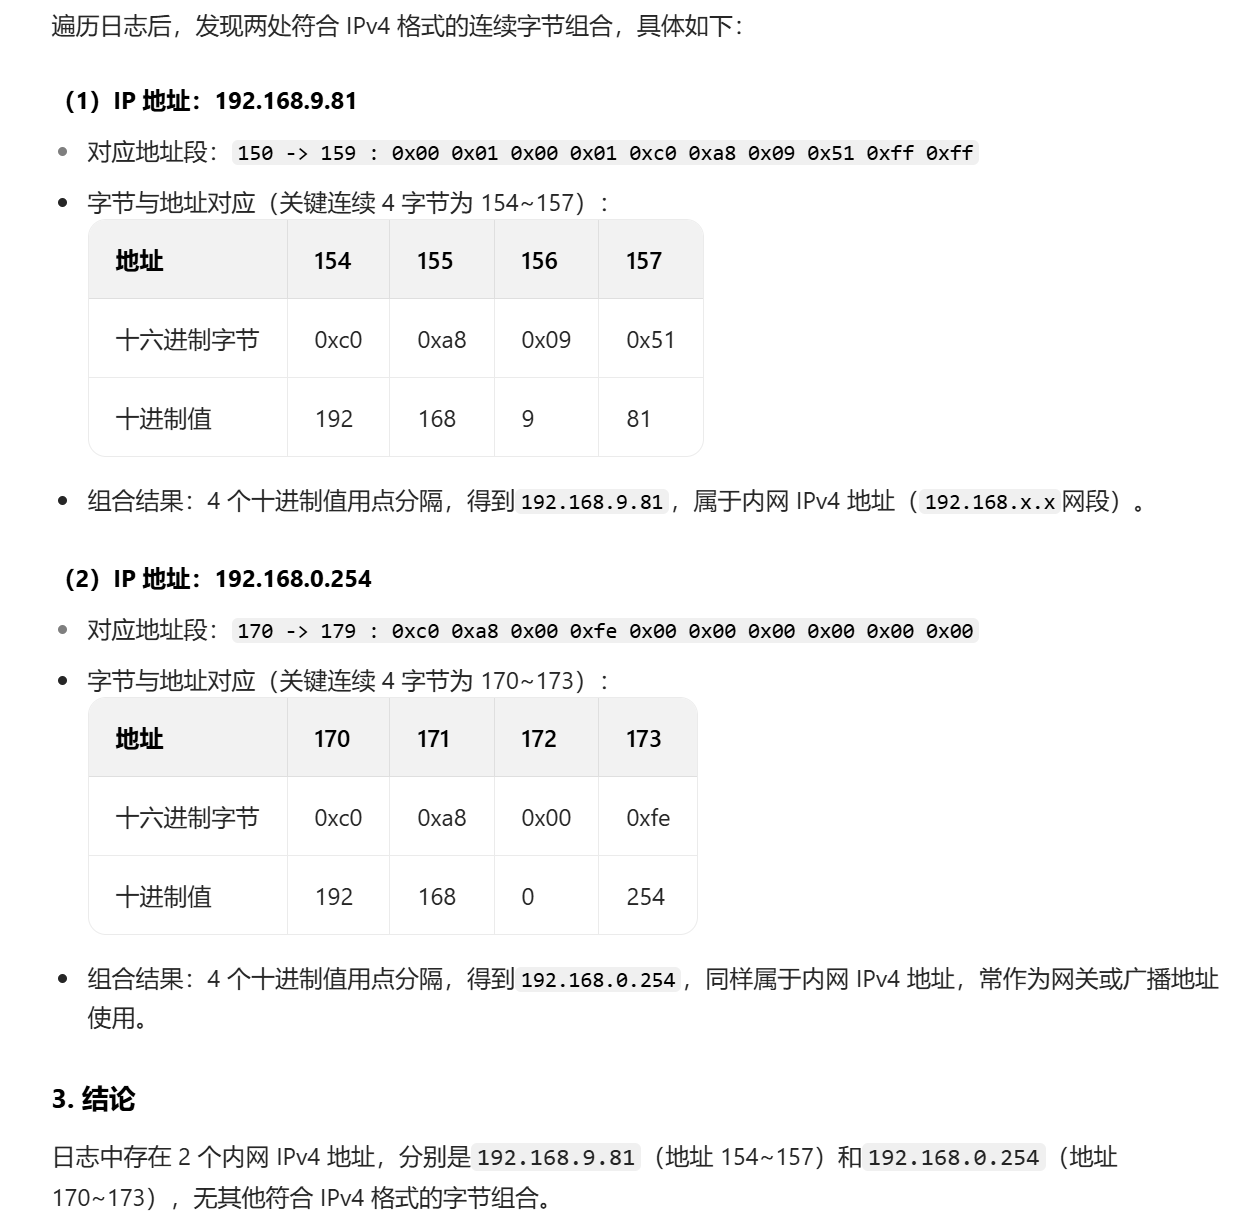 遍历日志后，发现两处符合 IPv4 格式的连续字节组合，具体如下：
（1）IP 地址：192.168.9.81
• 对应地址段：150 -> 159 : 0x00 0x01 0x00 0x01 0xc0 0xa8 0x09 0x51 0xff 0xff
• 字节与地址对应（关键连续 4 字节为 154~157）：
地址 154 155 156 157
十六进制字节 0xc0 0xa8 0x09 0x51
十进制值 192 168 9 81
• 组合结果：4 个十进制值用点分隔，得到 192.168.9.81，属于内网 IPv4 地址（192.168.x.x 网段）。
（2）IP 地址：192.168.0.254
• 对应地址段：170 -> 179 : 0xc0 0xa8 0x00 0xfe 0x00 0x00 0x00 0x00 0x00 0x00
• 字节与地址对应（关键连续 4 字节为 170~173）：
地址 170 171 172 173
十六进制字节 0xc0 0xa8 0x00 0xfe
十进制值 192 168 0 254
• 组合结果：4 个十进制值用点分隔，得到 192.168.0.254，同样属于内网 IPv4 地址，常作为网关或广播地址
使用。
3. 结论
日志中存在 2 个内网 IPv4 地址，分别是 192.168.9.81（地址 154~157）和 192.168.0.254（地址
170~173），无其他符合 IPv4 格式的字节组合。